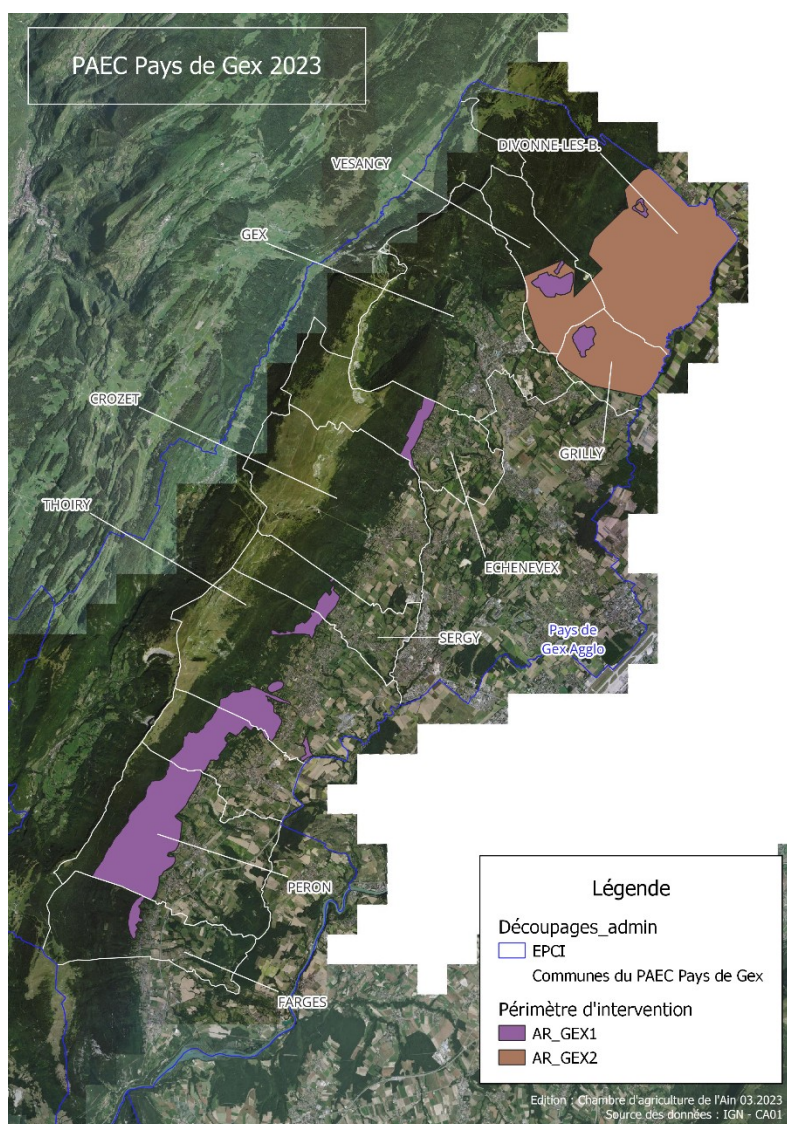 PAEC Pays de Gex 2023
DIVONNE-LES-B.
VESANCY
GEX
CROZET
GRILLY
THOIRY
ECHENEVEX
SERGY
Pays de
Gex Agglo
PERON
FARGES
Légende
Découpages_admin
EPCI
Communes du PAEC Pays de Gex
Périmètre d'intervention
AR_GEX1
AR_GEX2
Edition : Chambre d'agriculture de l'Ain 03.2023
Source des données : IGN - CA01